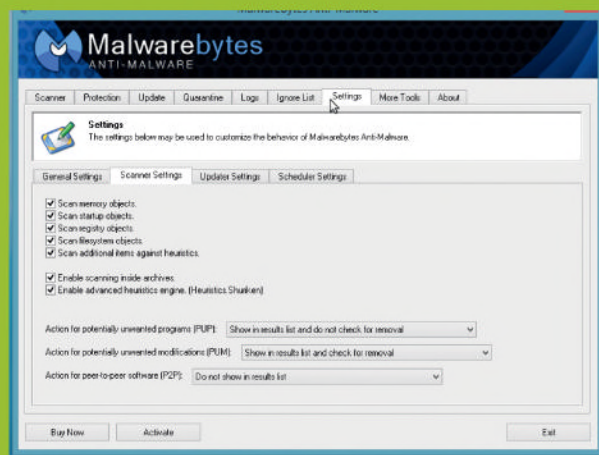 Malwarebytes Anti-Malware
Malwarebytes
ANTI-MALWARE
Scanner Protection Update Quarantine Logs Ignore List Settings More Tools About
Settings
The settings below may be used to customize the behavior of Malwarebytes Anti-Malware.
General Settings Scanner Settings Updater Settings Scheduler Settings
Scan memory objects.
Scan startup objects.
Scan registry objects.
Scan filesystem objects.
Scan additional items against heuristics.
Enable scanning inside archives.
Enable advanced heuristics engine. (Heuristics.Shuriken)
Action for potentially unwanted programs (PUP): Show in results list and do not check for removal
Action for potentially unwanted modifications (PUM): Show in results list and check for removal
Action for peer-to-peer software (P2P): Do not show in results list
Buy Now Activate Exit